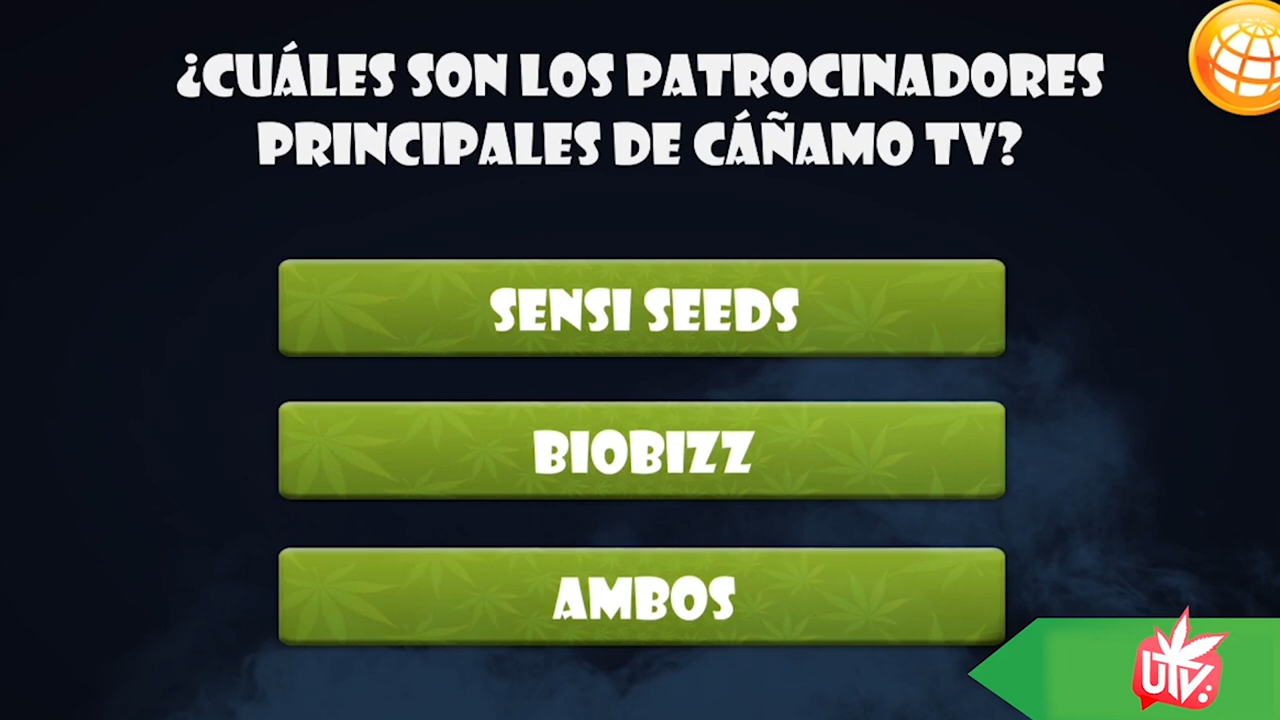 ¿CUÁLES SON LOS PATROCINADORES
PRINCIPALES DE CÁÑAMO TV?
SENSI SEEDS
BIOBIZZ
AMBOS
UTV